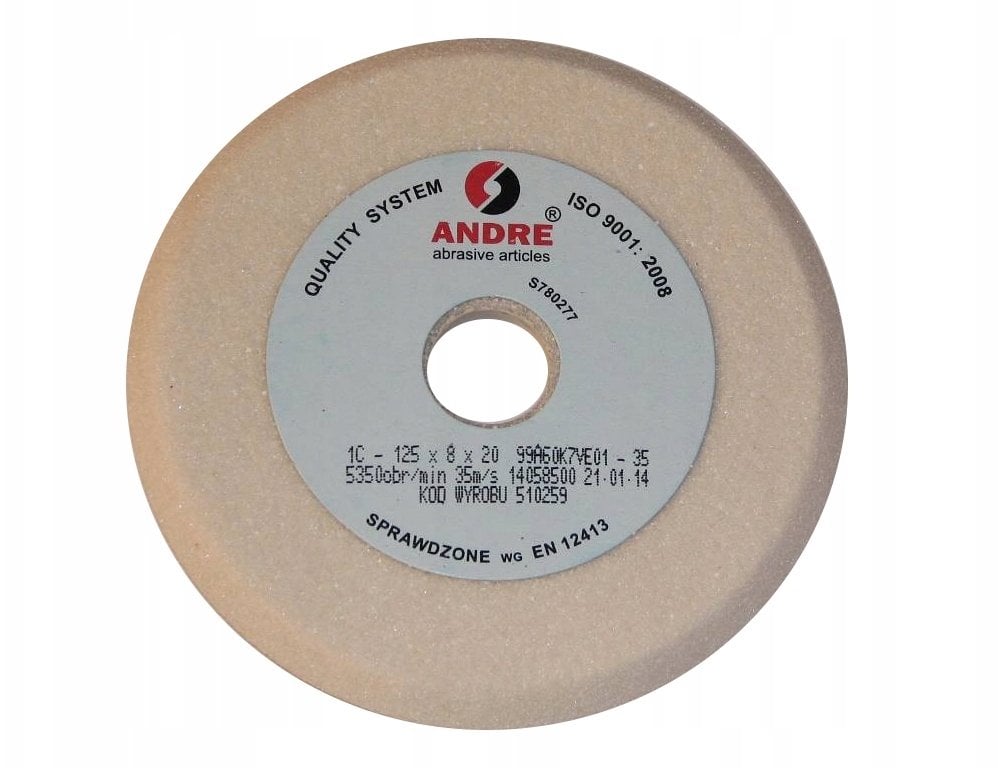 QUALITY SYSTEM
ISO 9001: 2008
ANDRE ®
abrasive articles
S780277
1C - 125 x 8 x 20 99A60K7VE01 - 35
5350obr/min 35m/s 14058500 21·01·14
KOD WYROBU 510259
SPRAWDZONE WG EN 12413